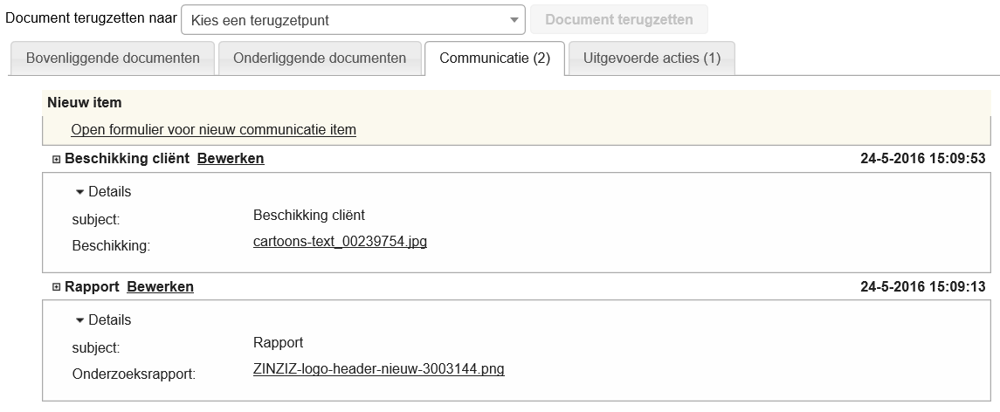 Document terugzetten naar Kies een terugzetpunt Document terugzetten
Bovenliggende documenten Onderliggende documenten Communicatie (2) Uitgevoerde acties (1)
Nieuw item
Open formulier voor nieuw communicatie item
Beschikking cliënt Bewerken 24-5-2016 15:09:53
Details
subject: Beschikking cliënt
Beschikking: cartoons-text_00239754.jpg
Rapport Bewerken 24-5-2016 15:09:13
Details
subject: Rapport
Onderzoeksrapport: ZINZIZ-logo-header-nieuw-3003144.png